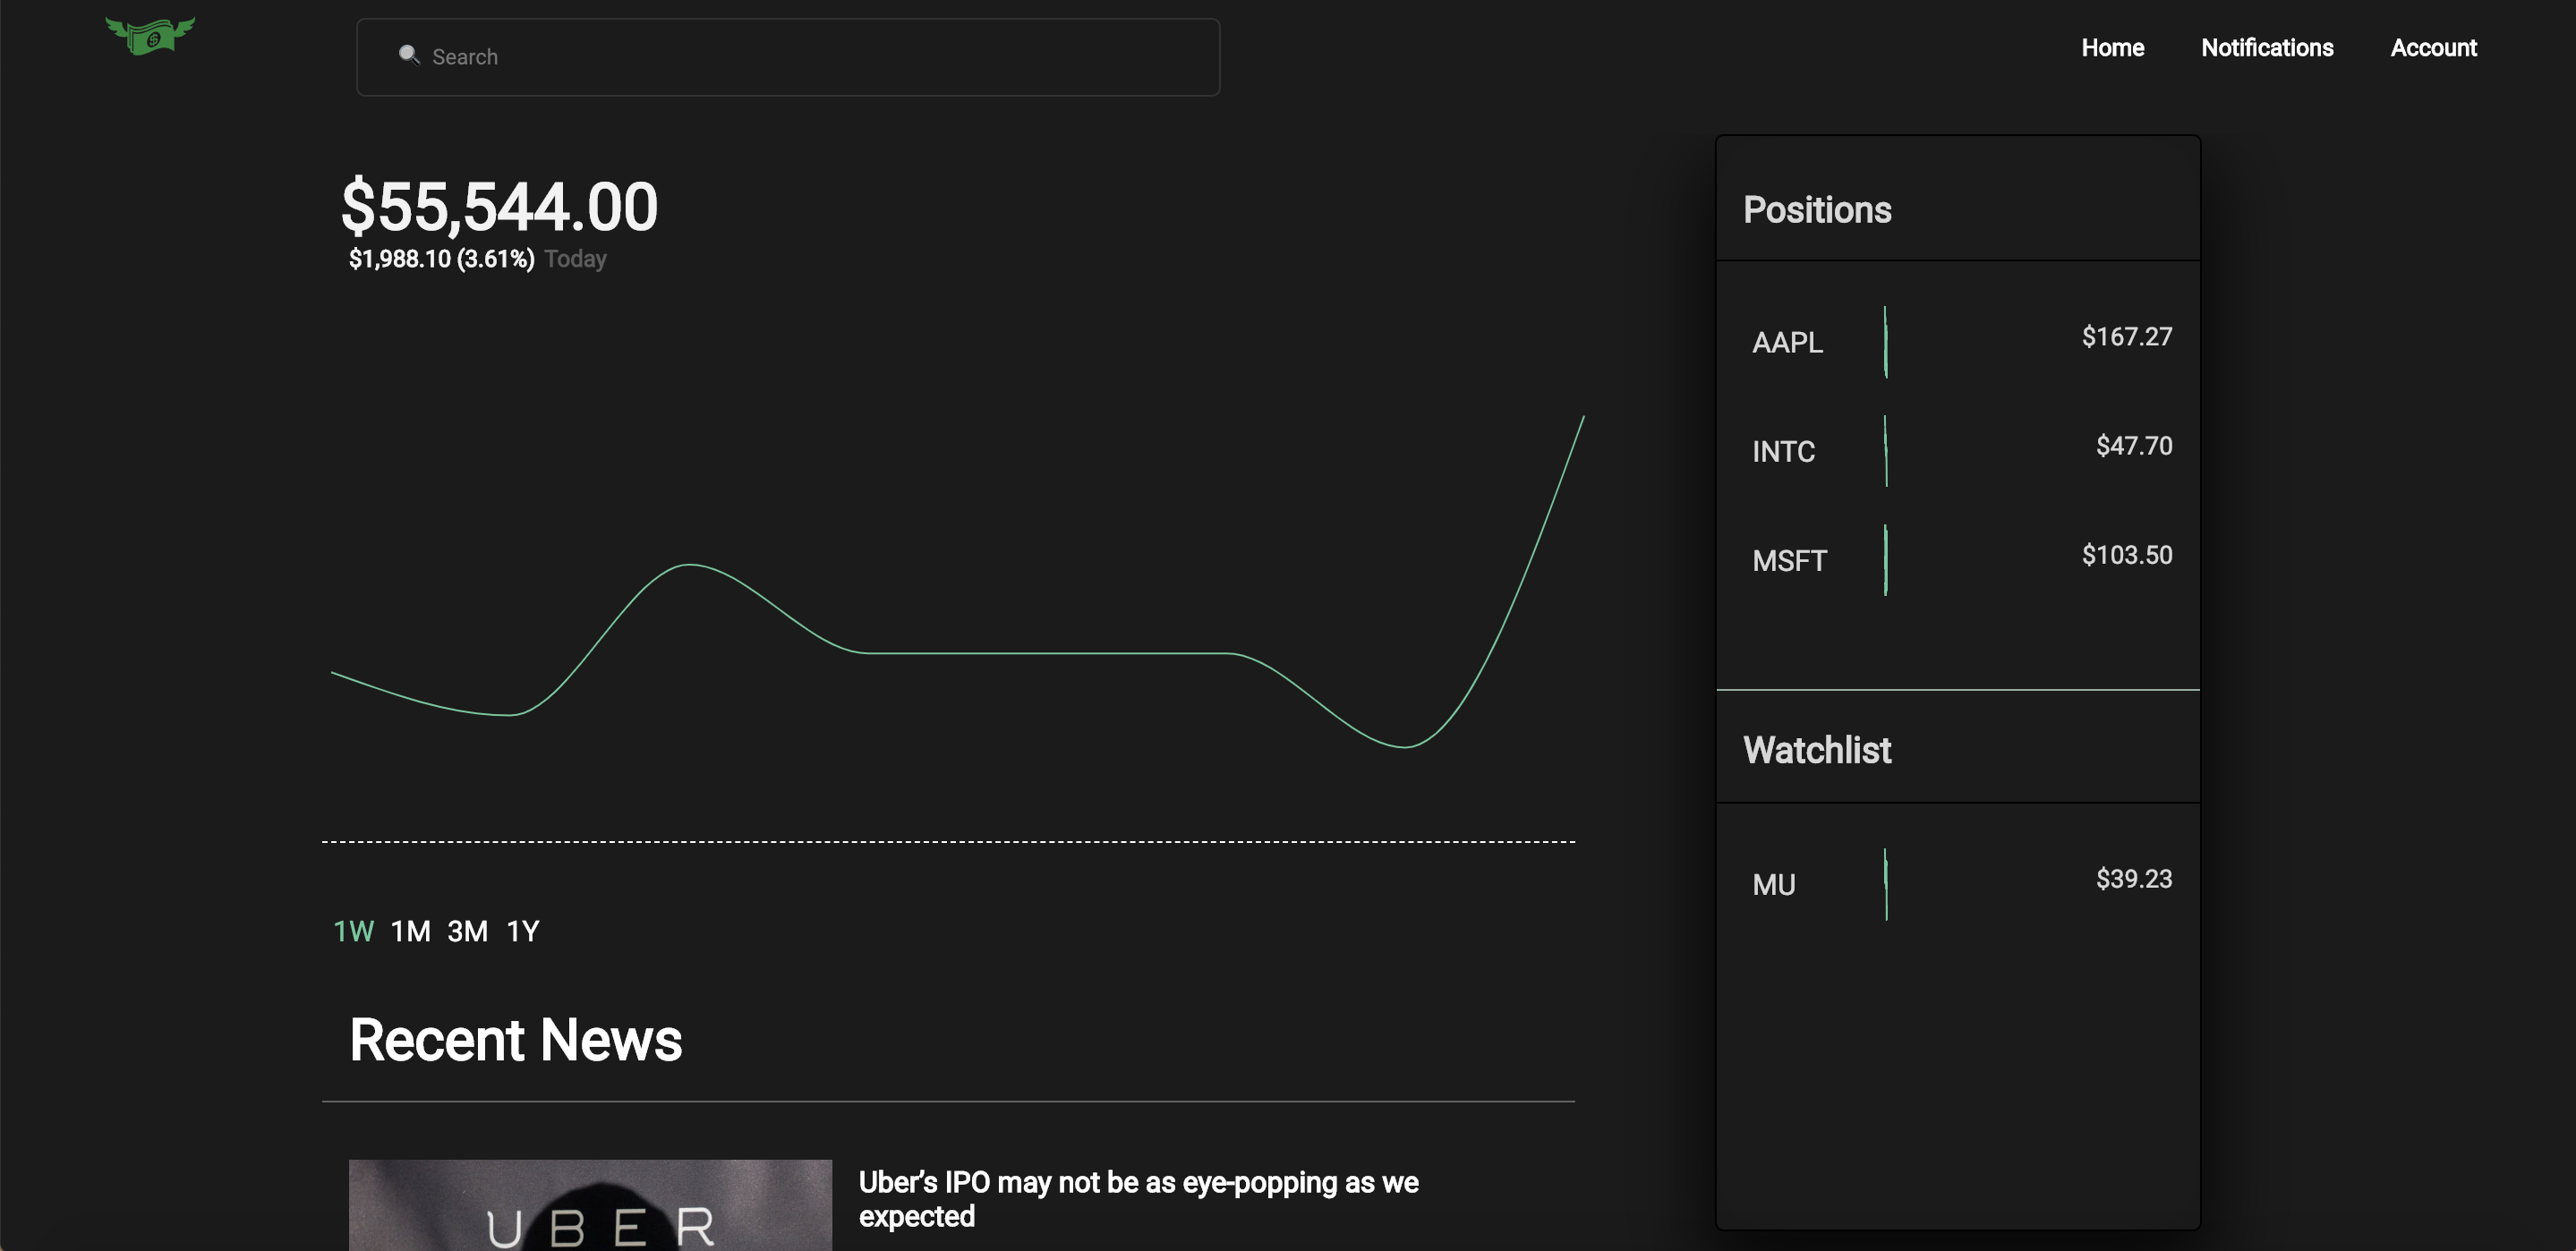 Search
Home
Notifications
Account
$55,544.00
$1,988.10 (3.61%) Today
1W 1M 3M 1Y
Recent News
UBER
Uber’s IPO may not be as eye-popping as we
expected
Positions
AAPL $167.27
INTC $47.70
MSFT $103.50
Watchlist
MU $39.23